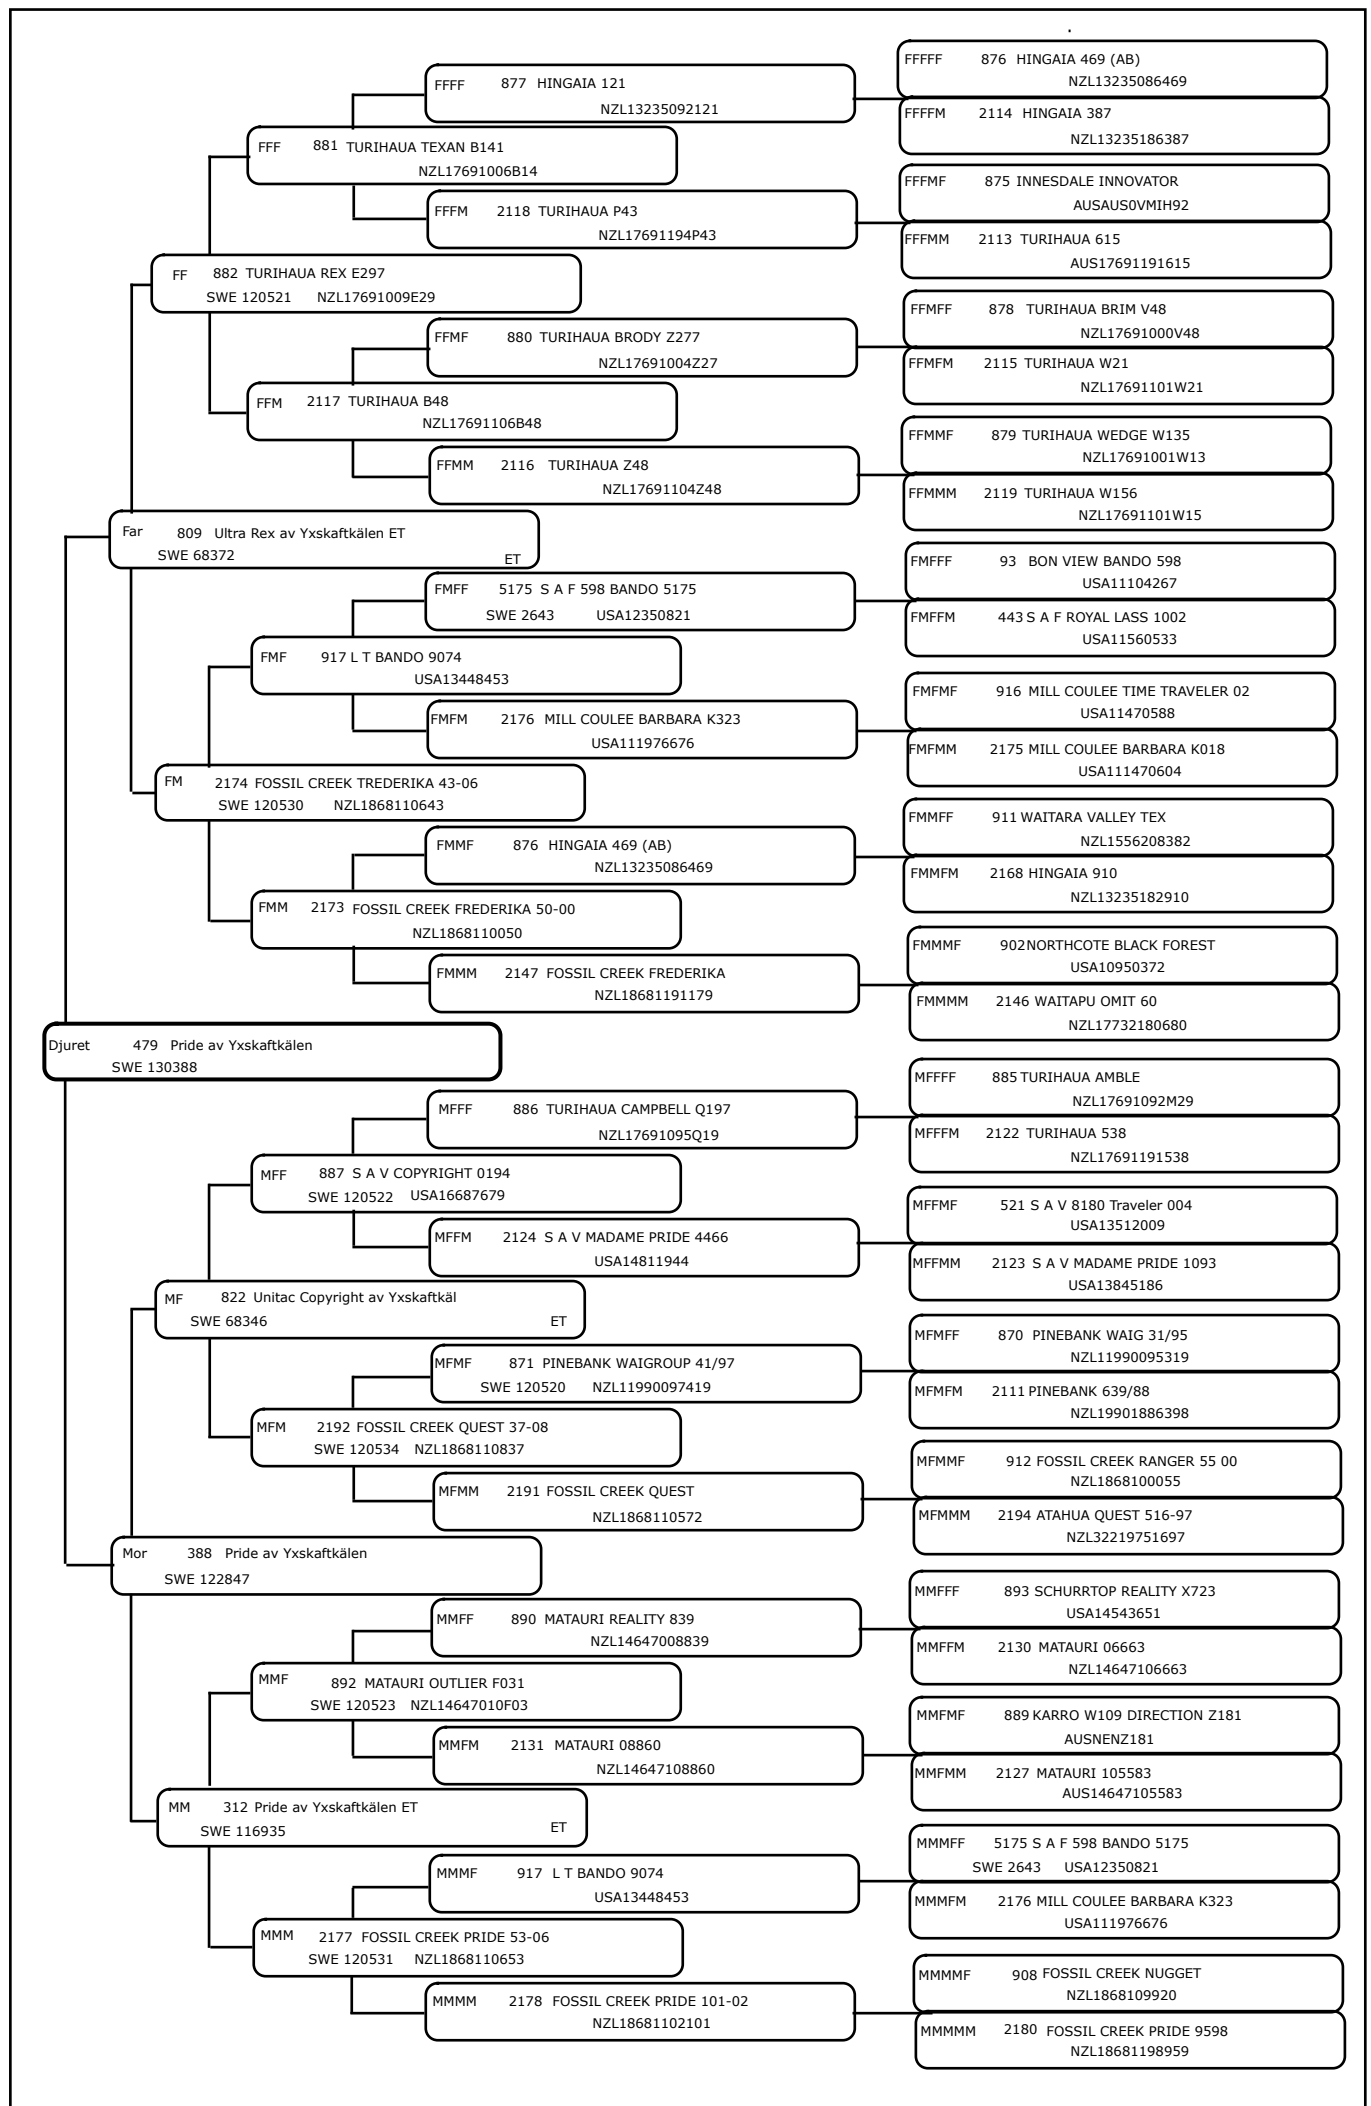 FFFFF 876 HINGAIA 469 (AB)
NZL13235086469
FFFF 877 HINGAIA 121
NZL13235092121
FFFFM 2114 HINGAIA 387
NZL13235186387
FFF 881 TURIHAUA TEXAN B141
NZL17691006B14
FFFMF 875 INNESDALE INNOVATOR
AUSAUS0VMIH92
FFFM 2118 TURIHAUA P43
NZL17691194P43
FFFMM 2113 TURIHAUA 615
AUS17691191615
FF 882 TURIHAUA REX E297
SWE 120521 NZL17691009E29
FFMFF 878 TURIHAUA BRIM V48
NZL17691000V48
FFMF 880 TURIHAUA BRODY Z277
NZL17691004Z27
FFMFM 2115 TURIHAUA W21
NZL17691101W21
FFM 2117 TURIHAUA B48
NZL17691106B48
FFMMF 879 TURIHAUA WEDGE W135
NZL17691001W13
FFMM 2116 TURIHAUA Z48
NZL17691104Z48
FFMMM 2119 TURIHAUA W156
NZL17691101W15
Far 809 Ultra Rex av Yxskaftkälen ET
SWE 68372 ET
FMFFF 93 BON VIEW BANDO 598
USA11104267
FMFF 5175 S A F 598 BANDO 5175
SWE 2643 USA12350821
FMFFM 443 S A F ROYAL LASS 1002
USA11560533
FMF 917 L T BANDO 9074
USA13448453
FMFMF 916 MILL COULEE TIME TRAVELER 02
USA11470588
FMFM 2176 MILL COULEE BARBARA K323
USA111976676
FMFMM 2175 MILL COULEE BARBARA K018
USA111470604
FM 2174 FOSSIL CREEK TREDERIKA 43-06
SWE 120530 NZL1868110643
FMMFF 911 WAITARA VALLEY TEX
NZL1556208382
FMMF 876 HINGAIA 469 (AB)
NZL13235086469
FMMFM 2168 HINGAIA 910
NZL13235182910
FMM 2173 FOSSIL CREEK FREDERIKA 50-00
NZL1868110050
FMMMF 902 NORTHCOTE BLACK FOREST
USA10950372
FMMM 2147 FOSSIL CREEK FREDERIKA
NZL18681191179
FMMMM 2146 WAITAPU OMIT 60
NZL17732180680
Djuret 479 Pride av Yxskaftkälen
SWE 130388
MFFFF 885 TURIHAUA AMBLE
NZL17691092M29
MFFF 886 TURIHAUA CAMPBELL Q197
NZL17691095Q19
MFFFM 2122 TURIHAUA 538
NZL17691191538
MFF 887 S A V COPYRIGHT 0194
SWE 120522 USA16687679
MFFMF 521 S A V 8180 Traveler 004
USA13512009
MFFM 2124 S A V MADAME PRIDE 4466
USA14811944
MFFMM 2123 S A V MADAME PRIDE 1093
USA13845186
MF 822 Unitac Copyright av Yxskaftkäl
SWE 68346 ET
MFMFF 870 PINEBANK WAIG 31/95
NZL11990095319
MFMF 871 PINEBANK WAIGROUP 41/97
SWE 120520 NZL11990097419
MFMFM 2111 PINEBANK 639/88
NZL19901886398
MFM 2192 FOSSIL CREEK QUEST 37-08
SWE 120534 NZL1868110837
MFMMF 912 FOSSIL CREEK RANGER 55 00
NZL1868100055
MFMM 2191 FOSSIL CREEK QUEST
NZL1868110572
MFMMM 2194 ATAHUA QUEST 516-97
NZL32219751697
Mor 388 Pride av Yxskaftkälen
SWE 122847
MMFFF 893 SCHURRTOP REALITY X723
USA14543651
MMFF 890 MATAURI REALITY 839
NZL14647008839
MMFFM 2130 MATAURI 06663
NZL14647106663
MMF 892 MATAURI OUTLIER F031
SWE 120523 NZL14647010F03
MMFMF 889 KARRO W109 DIRECTION Z181
AUSNENZ181
MMFM 2131 MATAURI 08860
NZL14647108860
MMFMM 2127 MATAURI 105583
AUS14647105583
MM 312 Pride av Yxskaftkälen ET
SWE 116935 ET
MMMFF 5175 S A F 598 BANDO 5175
SWE 2643 USA12350821
MMMF 917 L T BANDO 9074
USA13448453
MMMFM 2176 MILL COULEE BARBARA K323
USA111976676
MMM 2177 FOSSIL CREEK PRIDE 53-06
SWE 120531 NZL1868110653
MMMMF 908 FOSSIL CREEK NUGGET
NZL1868109920
MMMM 2178 FOSSIL CREEK PRIDE 101-02
NZL18681102101
MMMMM 2180 FOSSIL CREEK PRIDE 9598
NZL18681198959